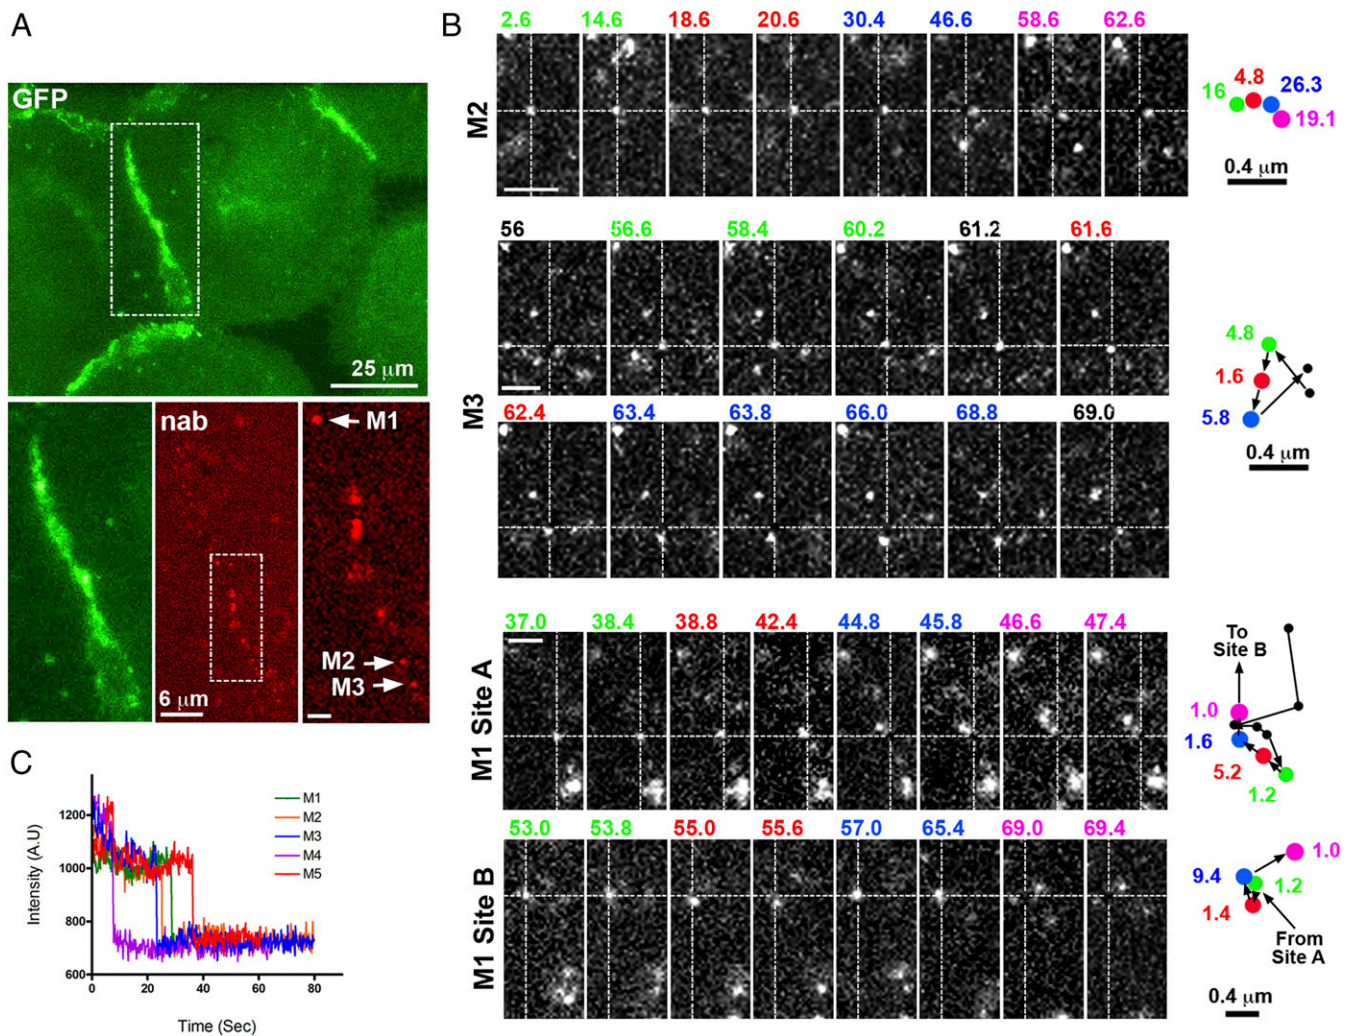 A
GFP
25 μm
nab
6 μm
M1
M2
M3
B
M2
2.6 14.6 18.6 20.6 30.4 46.6 58.6 62.6
16 4.8 26.3 19.1
0.4 μm
M3
56 56.6 58.4 60.2 61.2 61.6
62.4 63.4 63.8 66.0 68.8 69.0
4.8
1.6
5.8
0.4 μm
M1 Site A
37.0 38.4 38.8 42.4 44.8 45.8 46.6 47.4
To
Site B
1.0
1.6
5.2
1.2
M1 Site B
53.0 53.8 55.0 55.6 57.0 65.4 69.0 69.4
9.4 1.0
1.2
1.4
From
Site A
0.4 μm
C
Intensity (A.U)
1200
1000
800
600
0 20 40 60 80
Time (Sec)
M1
M2
M3
M4
M5